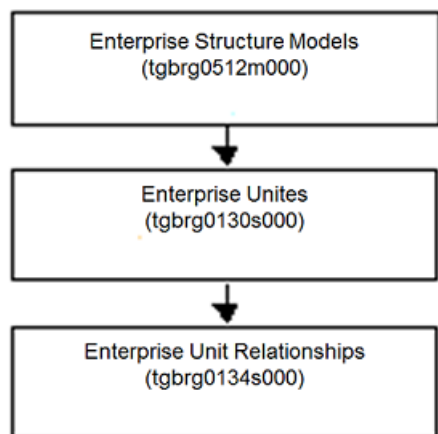 Enterprise Structure Models
(tgbrg0512m000)
Enterprise Unites
(tgbrg0130s000)
Enterprise Unit Relationships
(tgbrg0134s000)